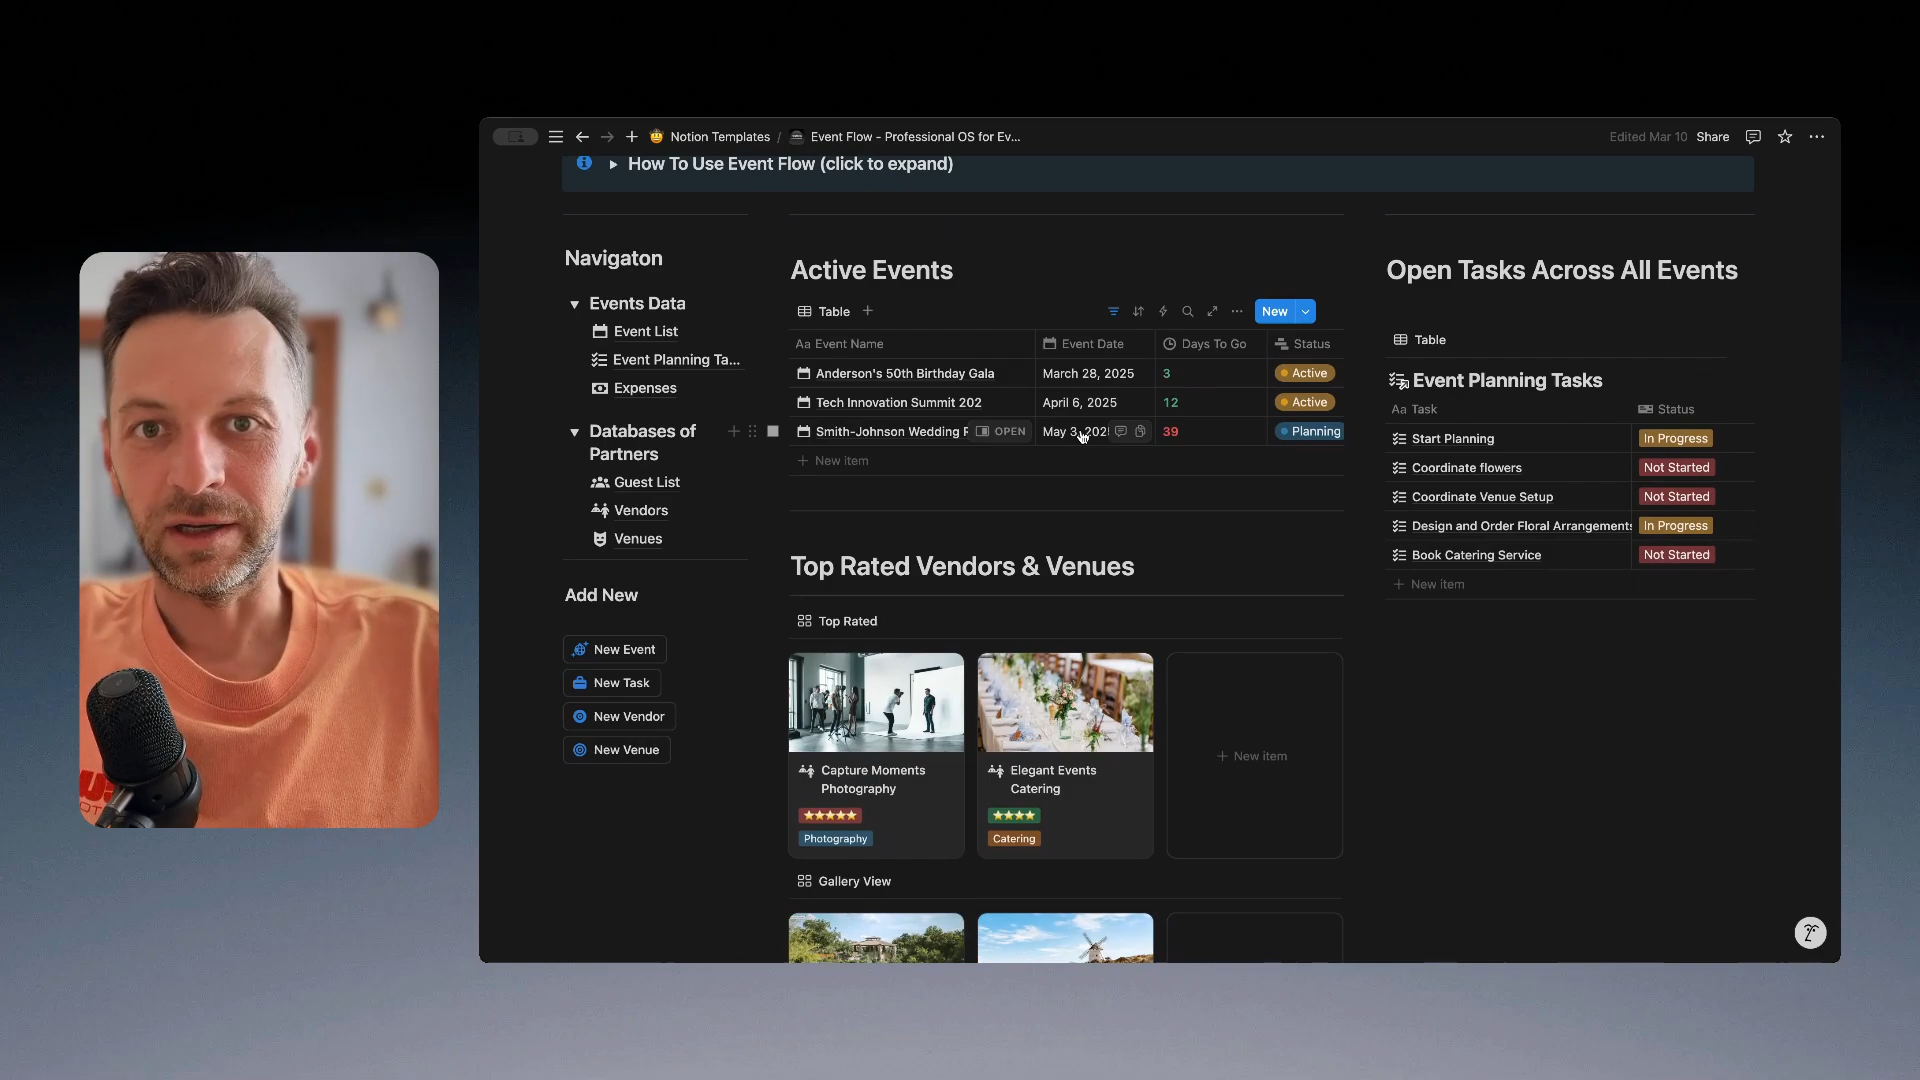 Notion Templates / Event Flow - Professional OS for Ev... Edited Mar 10 Share
How To Use Event Flow (click to expand)
Navigaton
Events Data
Event List
Event Planning Ta...
Expenses
Databases of
Partners
Guest List
Vendors
Venues
Add New
New Event
New Task
New Vendor
New Venue
Active Events
Table
New
Aa Event Name Event Date Days To Go Status
Anderson's 50th Birthday Gala March 28, 2025 3 Active
Tech Innovation Summit 202 April 6, 2025 12 Active
Smith-Johnson Wedding OPEN May 3, 39 Planning
+ New item
Top Rated Vendors & Venues
Top Rated
Capture Moments
Photography
Photography
Elegant Events
Catering
Catering
+ New item
Gallery View
Open Tasks Across All Events
Table
Event Planning Tasks
Aa Task Status
Start Planning In Progress
Coordinate flowers Not Started
Coordinate Venue Setup Not Started
Design and Order Floral Arrangements In Progress
Book Catering Service Not Started
+ New item